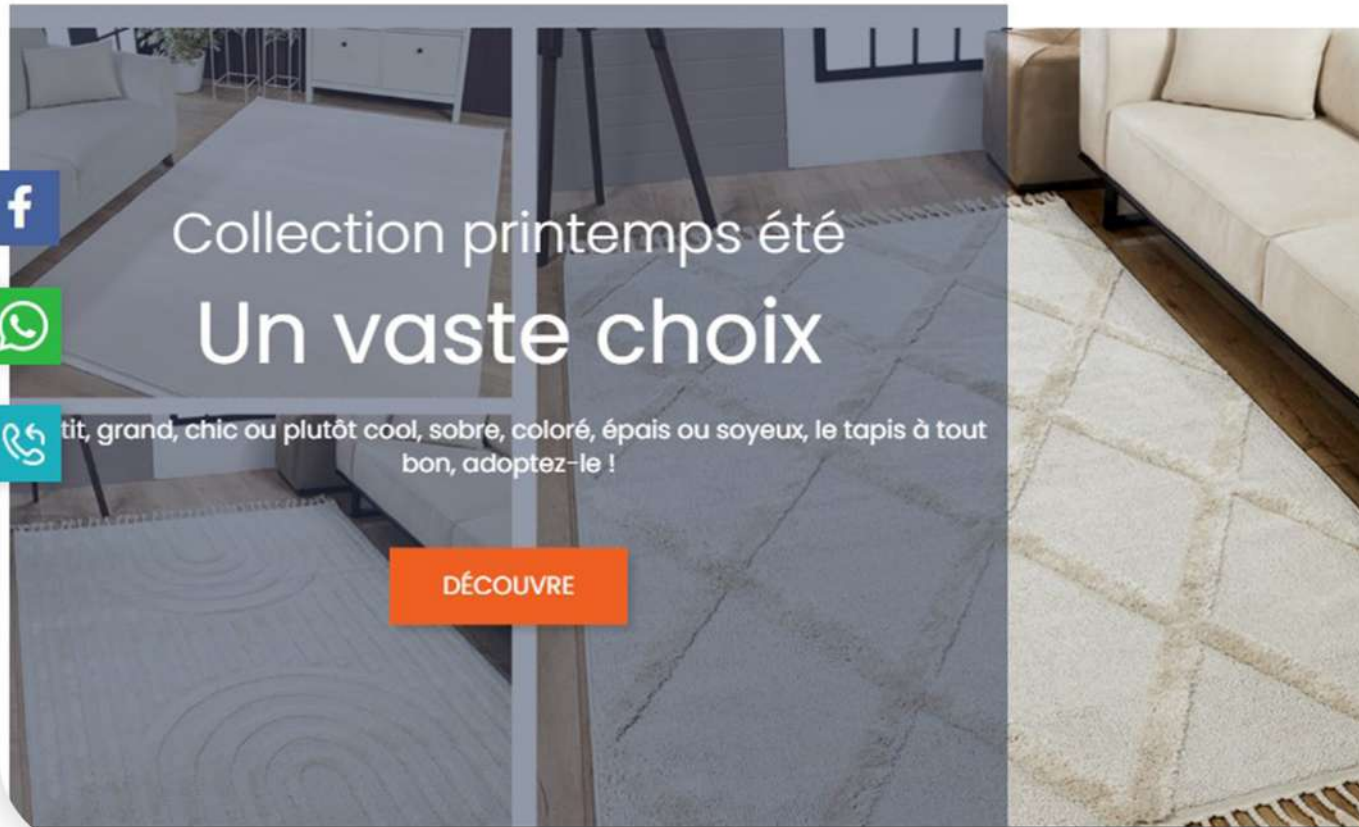 Collection printemps été
Un vaste choix
tit, grand, chic ou plutôt cool, sobre, coloré, épais ou soyeux, le tapis à tout
bon, adoptez-le !
DÉCOUVRE